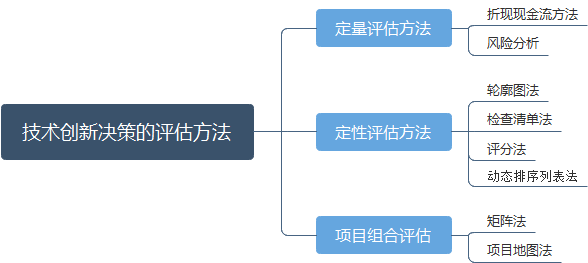 技术创新决策的评估方法
定量评估方法
折现现金流方法
风险分析
定性评估方法
轮廓图法
检查清单法
评分法
动态排序列表法
项目组合评估
矩阵法
项目地图法